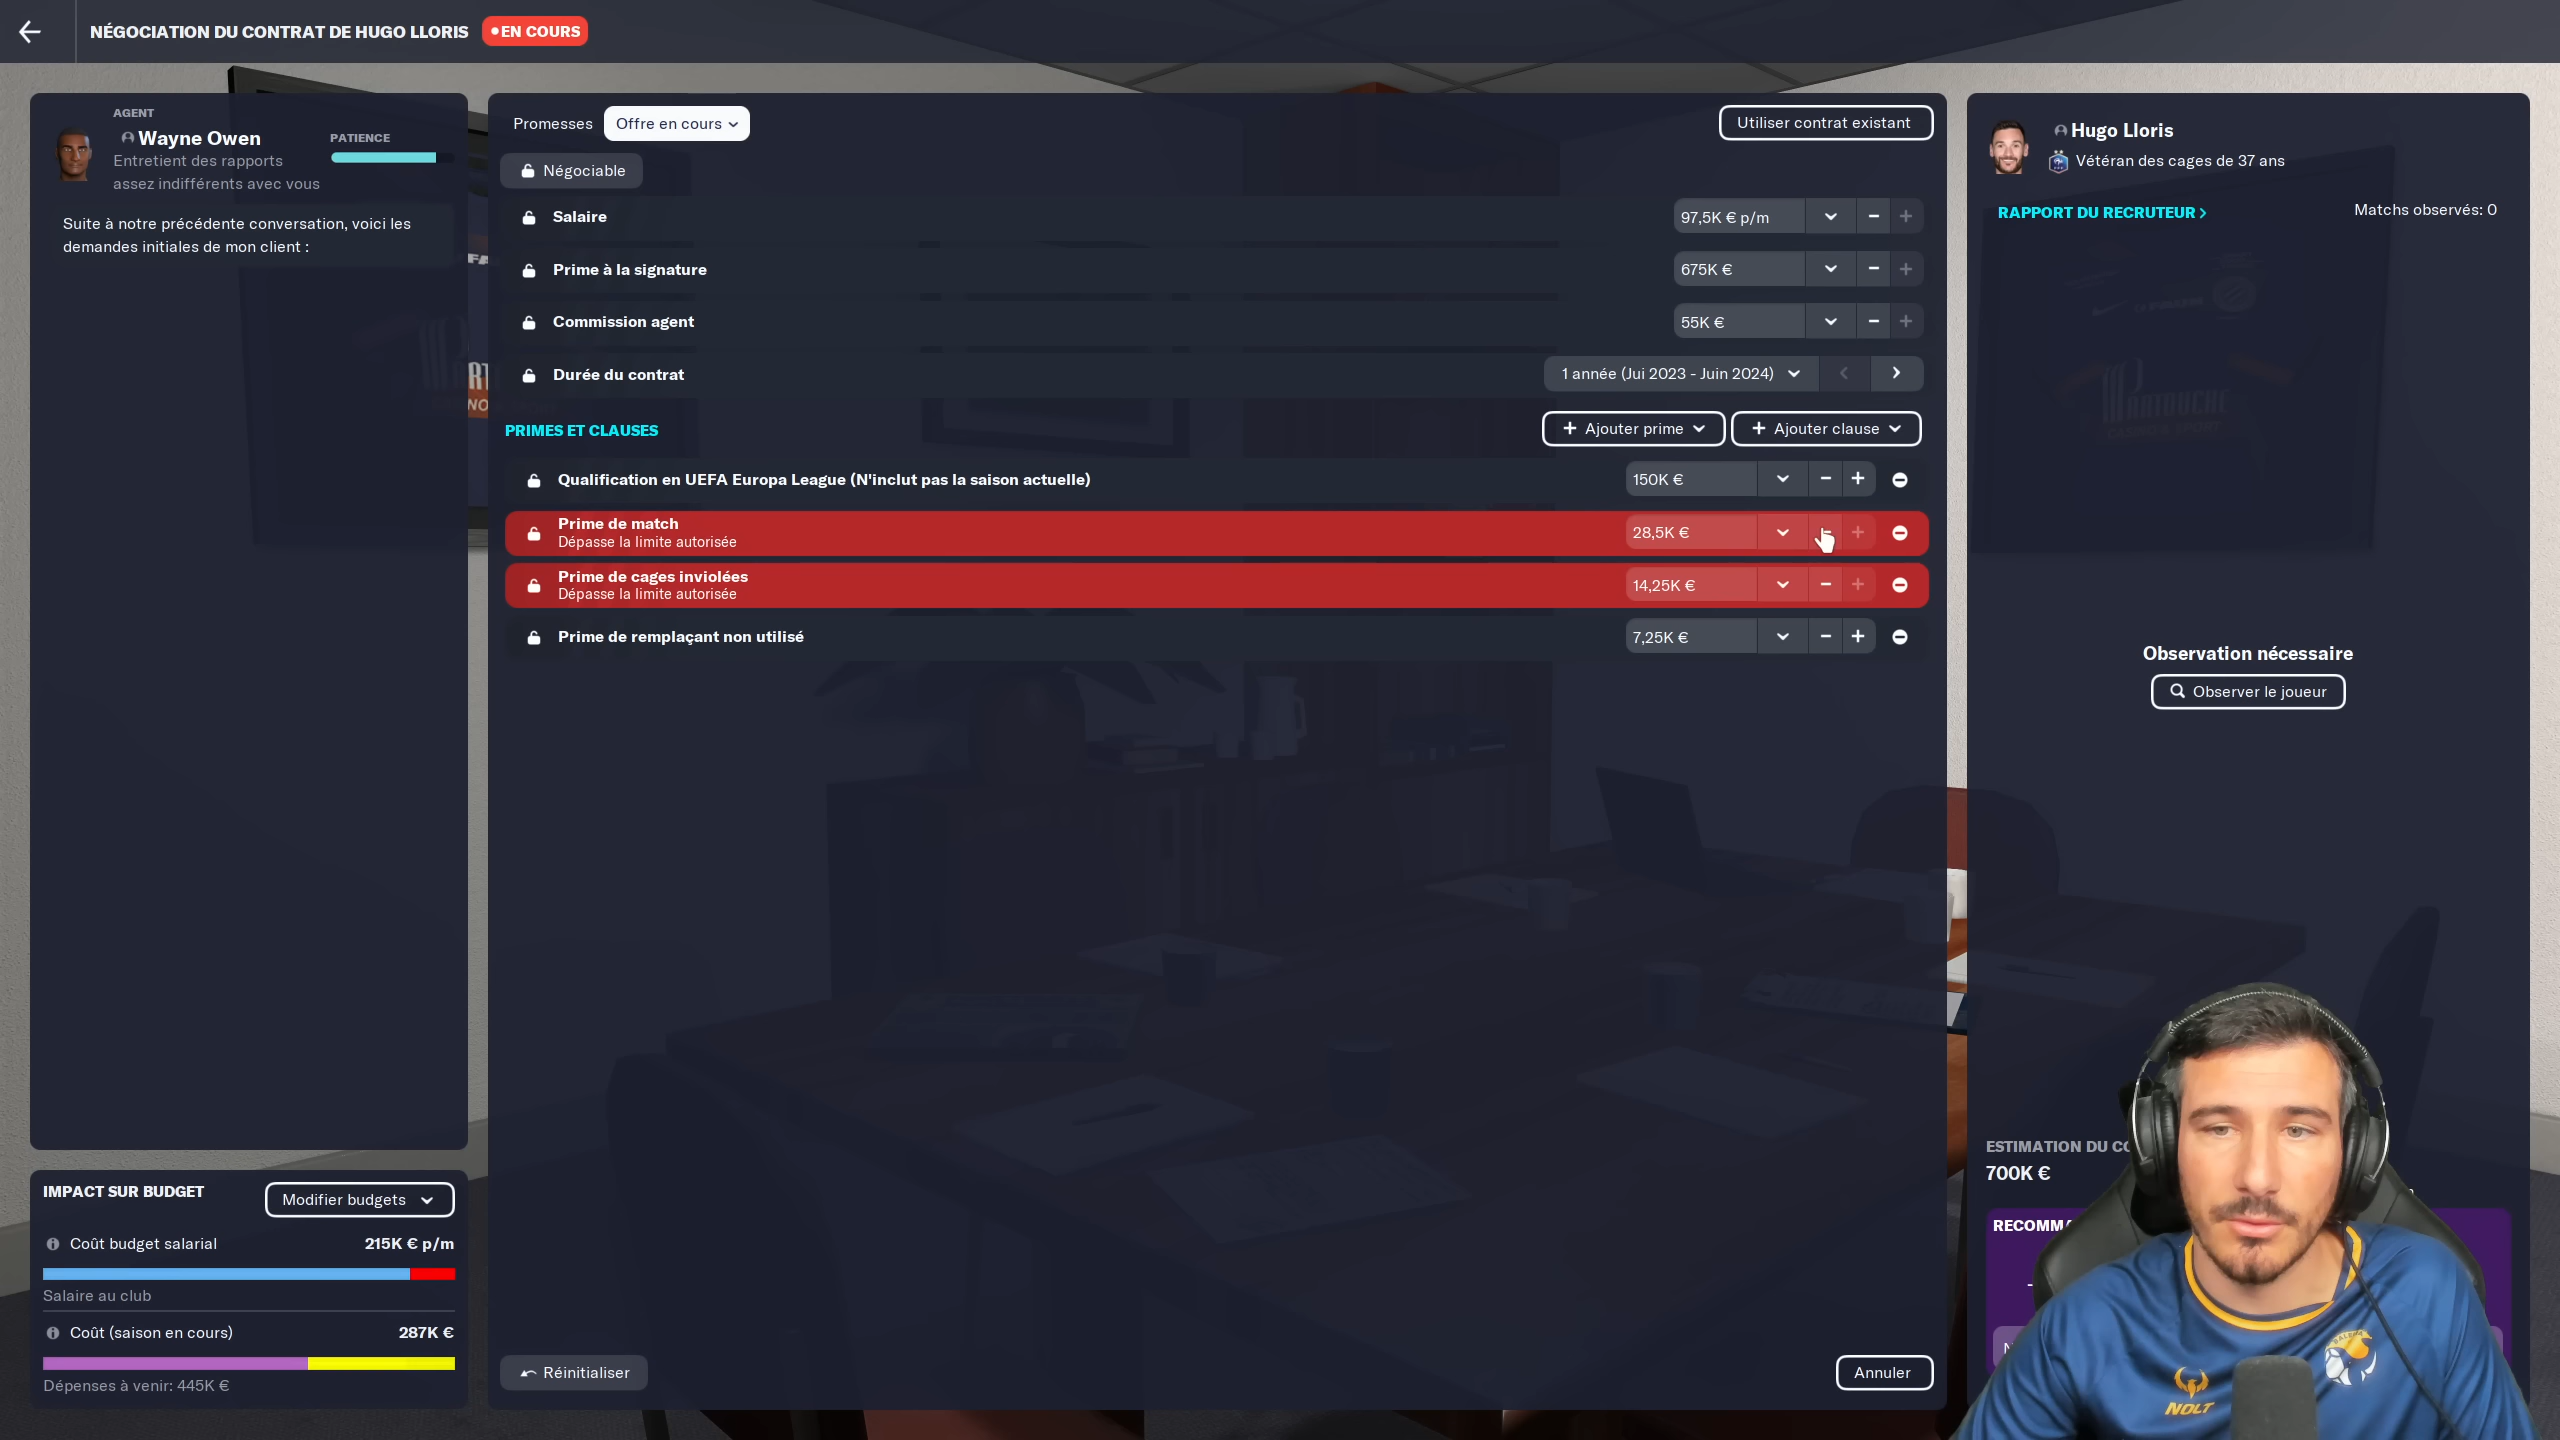 NÉGOCIATION DU CONTRAT DE HUGO LLORIS
•EN COURS
AGENT
Wayne Owen
Entretient des rapports
assez indifférents avec vous
PATIENCE
Suite à notre précédente conversation, voici les
demandes initiales de mon client :
Promesses
Offre en cours
Utiliser contrat existant
Négociable
Salaire
97,5K € p/m
Prime à la signature
675K €
Commission agent
55K €
Durée du contrat
1 année (Jui 2023 - Juin 2024)
PRIMES ET CLAUSES
+ Ajouter prime
+ Ajouter clause
Qualification en UEFA Europa League (N'inclut pas la saison actuelle)
150K €
Prime de match
Dépasse la limite autorisée
28,5K €
Prime de cages inviolées
Dépasse la limite autorisée
14,25K €
Prime de remplaçant non utilisé
7,25K €
Réinitialiser
Annuler
IMPACT SUR BUDGET
Modifier budgets
Coût budget salarial
215K € p/m
Salaire au club
Coût (saison en cours)
287K €
Dépenses à venir: 445K €
Hugo Lloris
Vétéran des cages de 37 ans
RAPPORT DU RECRUTEUR >
Matchs observés: 0
Observation nécessaire
Observer le joueur
ESTIMATION DU CO
700K €
RECOMMA
NOLT